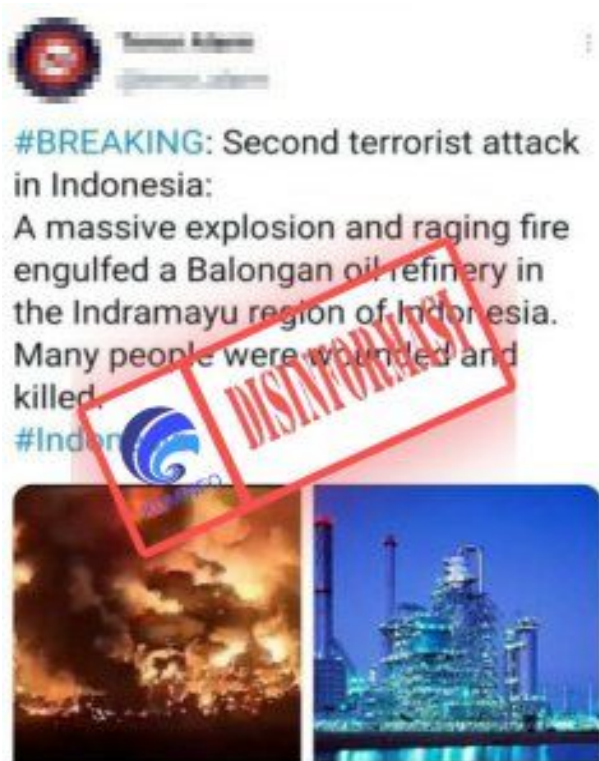 #BREAKING: Second terrorist attack
in Indonesia:
A massive explosion and raging fire
engulfed a Balongan oil refinery in
the Indramayu region of Indonesia.
Many people were wounded and
killed.
DISINFORMASI